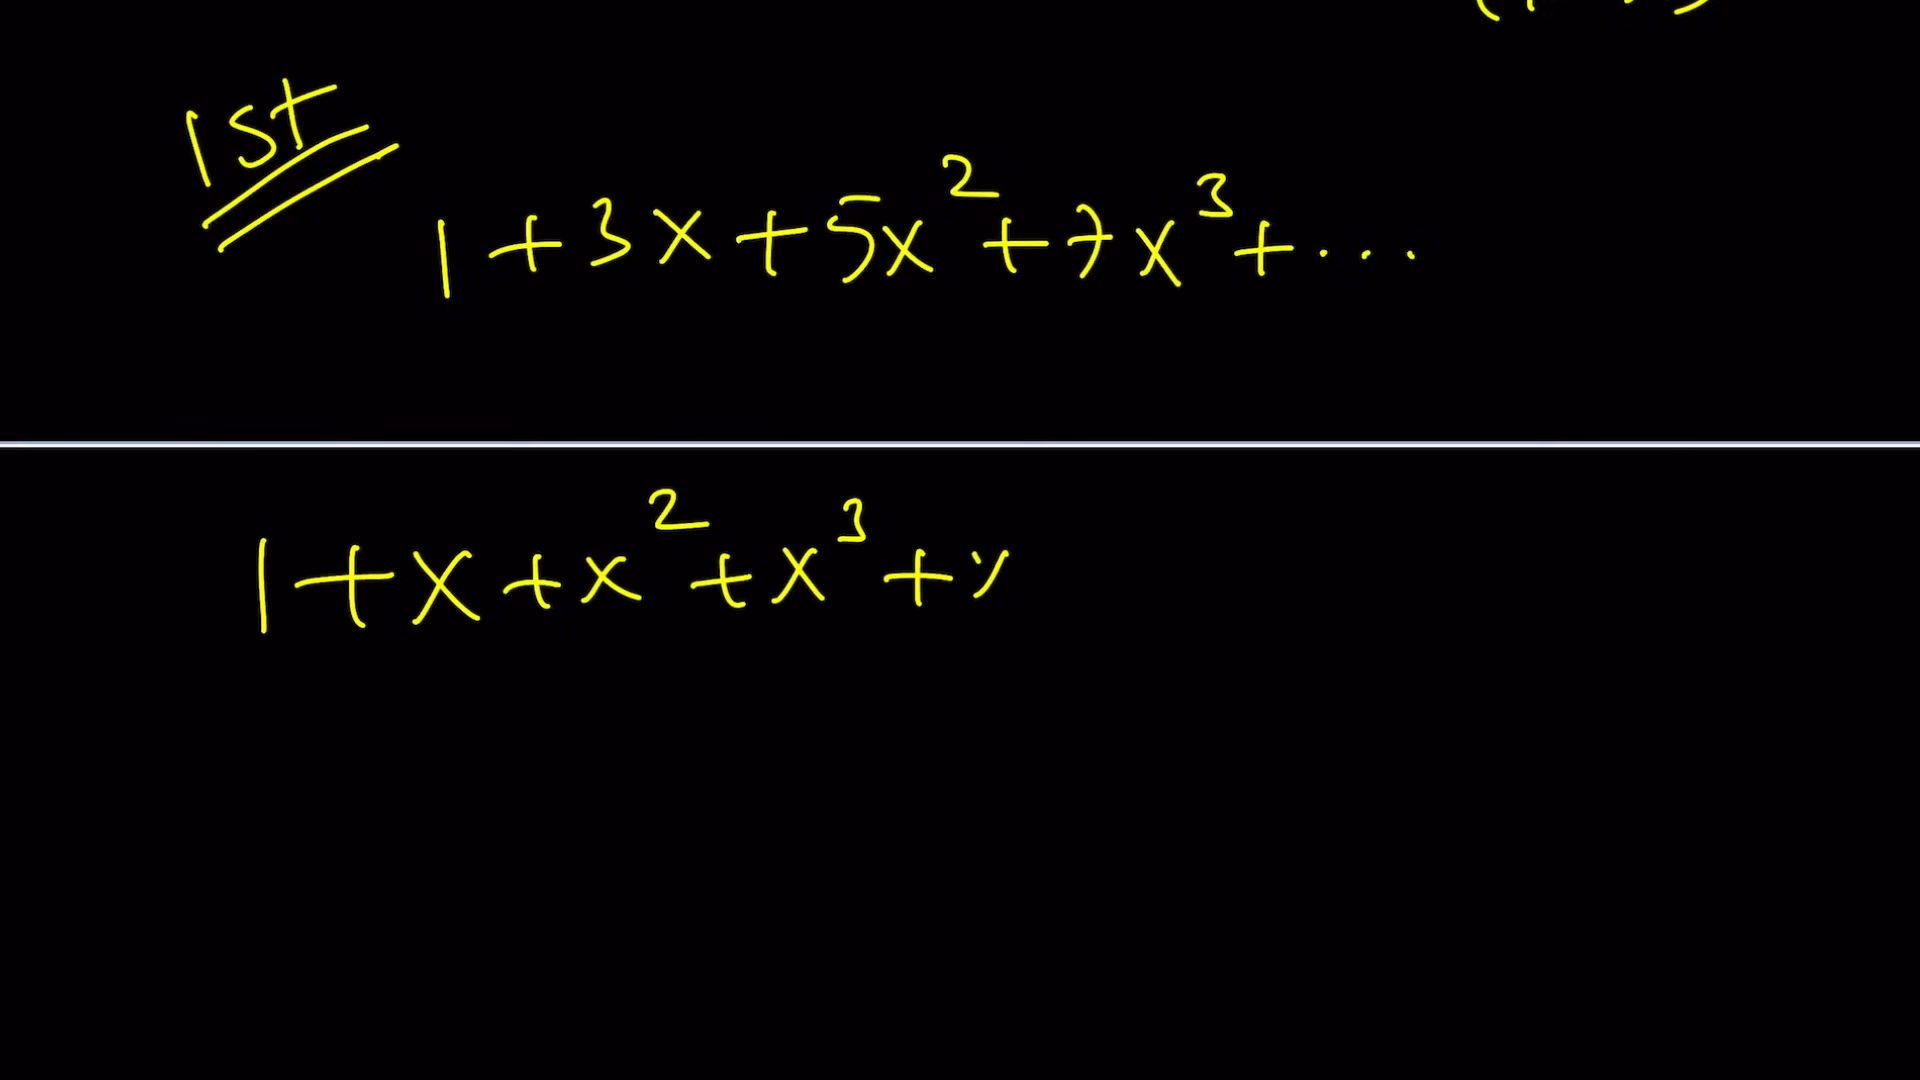 1st
1 + 3x + 5x² + 7x³ + ...
1 + x + x² + x³ +